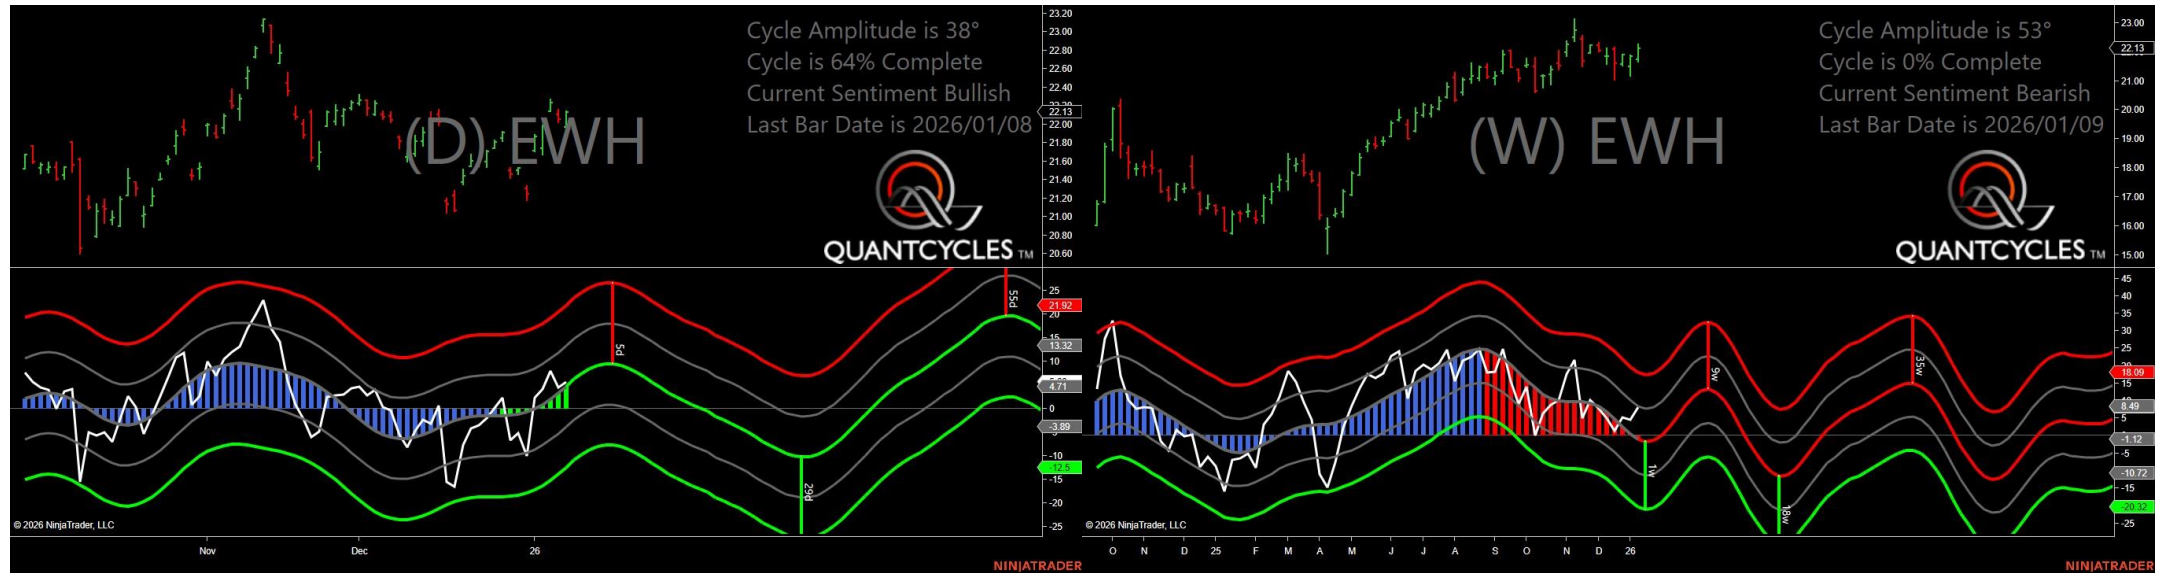 Cycle Amplitude is 38°
Cycle is 64% Complete
Current Sentiment Bullish
Last Bar Date is 2026/01/08
(D) EWH
QUANTCYCLES TM
23.20
23.00
22.80
22.60
22.40
22.20
22.13
22.00
21.80
21.60
21.40
21.20
21.00
20.80
20.60
5d
29d
55d
25
21.92
20
15
13.32
10
4.71
0
-3.89
-10
-12.5
-15
-20
-25
© 2026 NinjaTrader, LLC
Nov
Dec
26
NINJATRADER
Cycle Amplitude is 53°
Cycle is 0% Complete
Current Sentiment Bearish
Last Bar Date is 2026/01/09
(W) EWH
QUANTCYCLES TM
23.00
22.13
21.00
20.00
19.00
18.00
17.00
16.00
15.00
1w
9w
18w
35w
45
40
35
30
25
18.09
15
8.49
5
-1.12
-5
-10.72
-15
-20.32
-25
© 2026 NinjaTrader, LLC
O N D 25 F M A M J J A S O N D 26
NINJATRADER